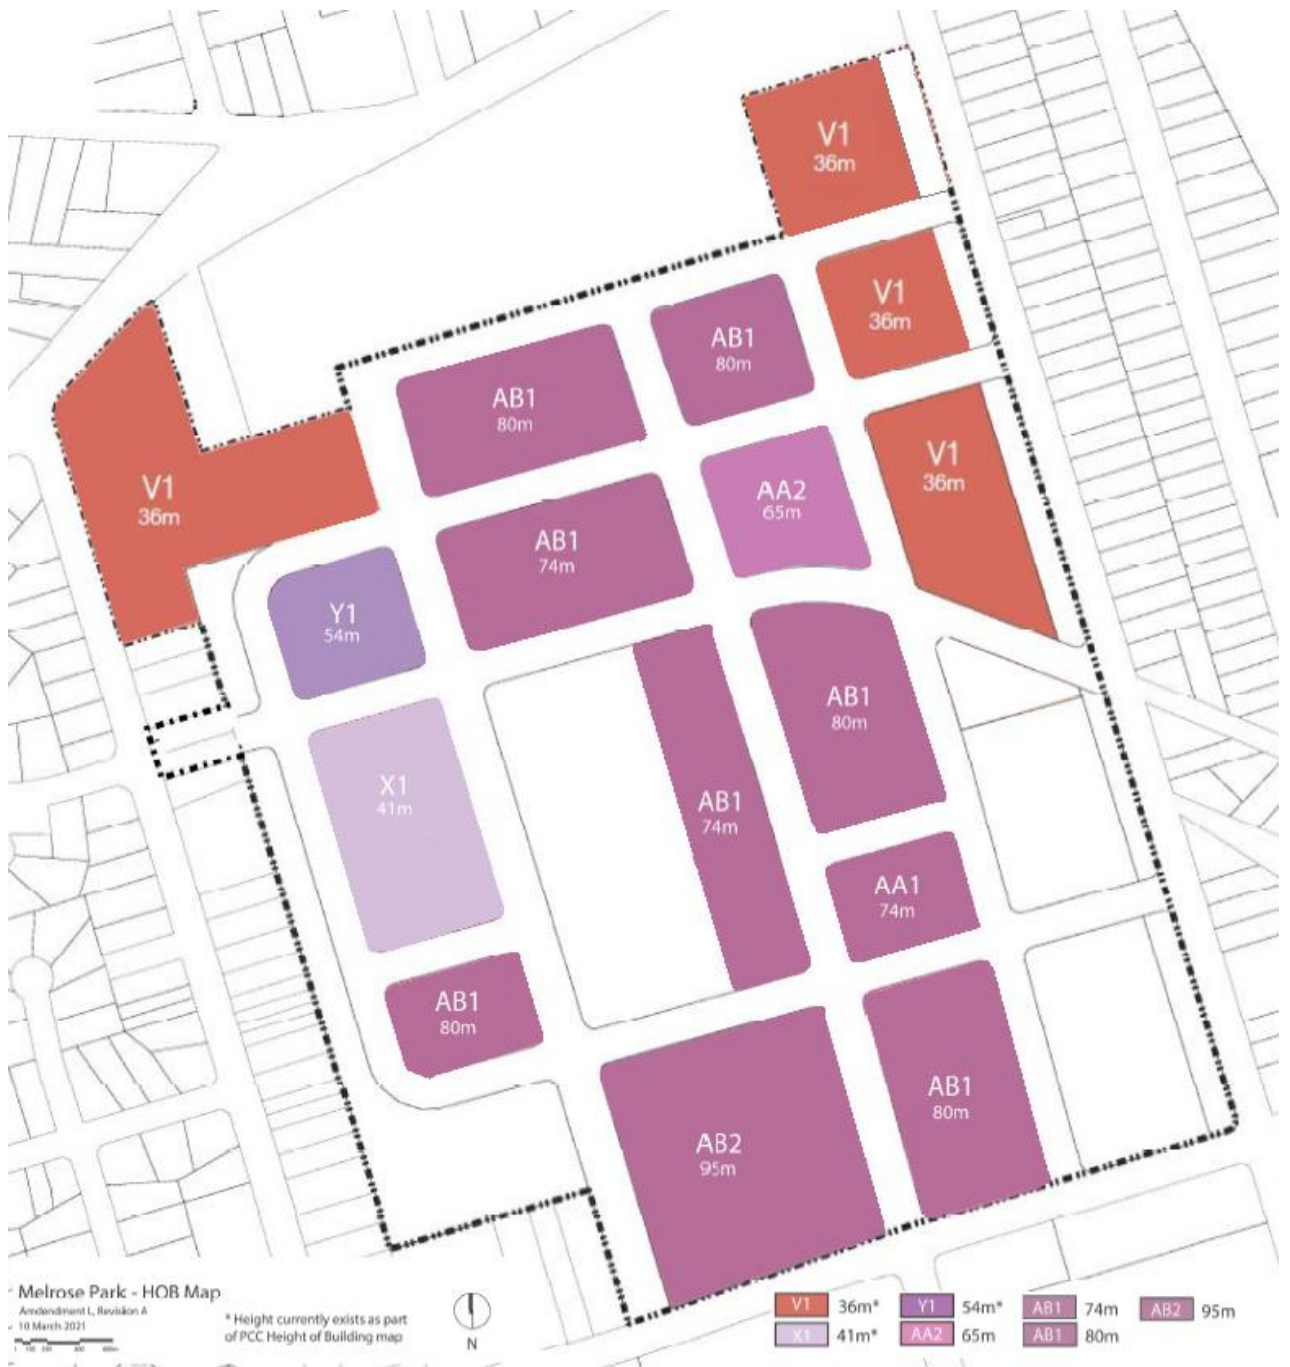 V1
36m
V1
36m
AB1
80m
AB1
80m
V1
36m
AA2
65m
V1
36m
AB1
74m
Y1
54m
AB1
80m
X1
41m
AB1
74m
AA1
74m
AB1
80m
AB1
80m
AB2
95m
Melrose Park - HOB Map
Amdendment L, Revision A
10 March 2021
* Height currently exists as part
of PCC Height of Building map
N
V1 36m* Y1 54m* AB1 74m AB2 95m
X1 41m* AA2 65m AB1 80m